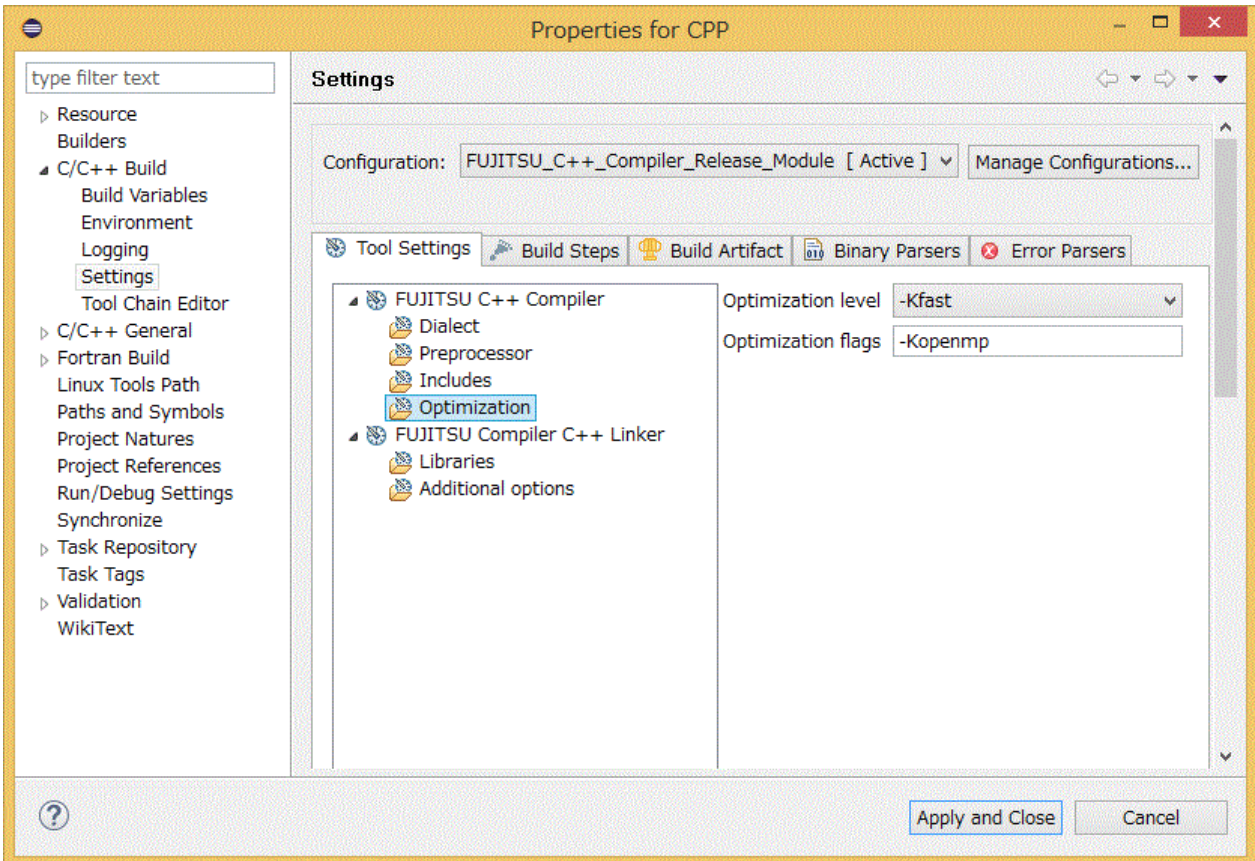 Properties for CPP
type filter text
Resource
Builders
C/C++ Build
Build Variables
Environment
Logging
Settings
Tool Chain Editor
C/C++ General
Fortran Build
Linux Tools Path
Paths and Symbols
Project Natures
Project References
Run/Debug Settings
Synchronize
Task Repository
Task Tags
Validation
WikiText
Settings
Configuration: FUJITSU_C++_Compiler_Release_Module [ Active ] Manage Configurations...
Tool Settings Build Steps Build Artifact Binary Parsers Error Parsers
FUJITSU C++ Compiler
Dialect
Preprocessor
Includes
Optimization
FUJITSU Compiler C++ Linker
Libraries
Additional options
Optimization level -Kfast
Optimization flags -Kopenmp
? Apply and Close Cancel